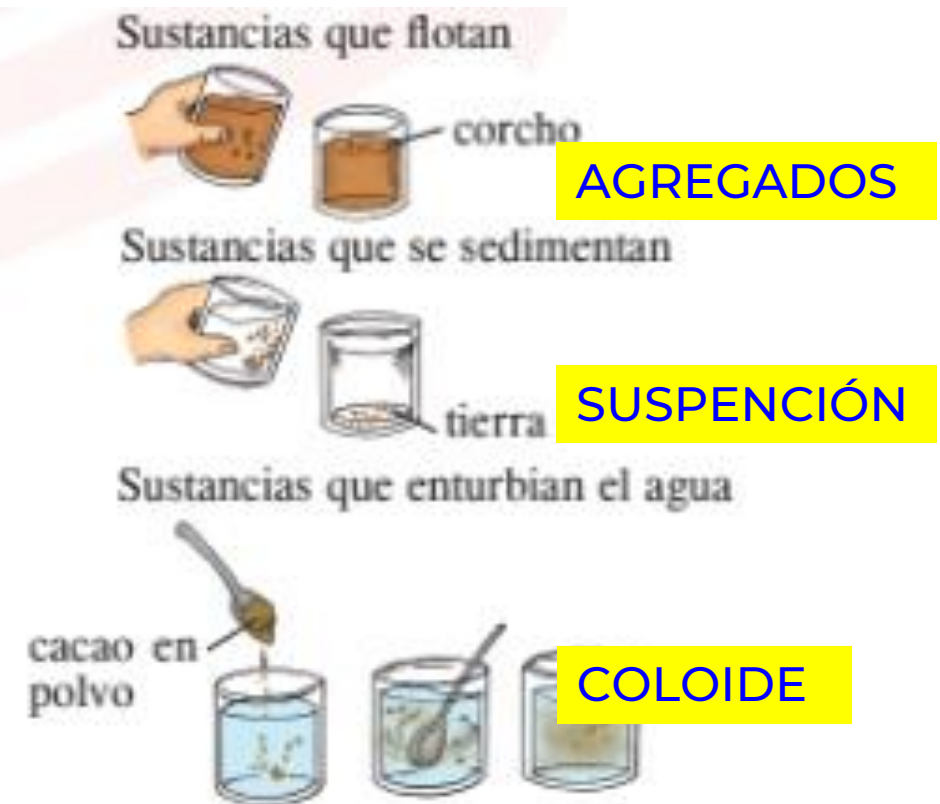 Sustancias que flotan
corcho
AGREGADOS
Sustancias que se sedimentan
tierra
SUSPENCIÓN
Sustancias que enturbian el agua
cacao en
polvo
COLOIDE